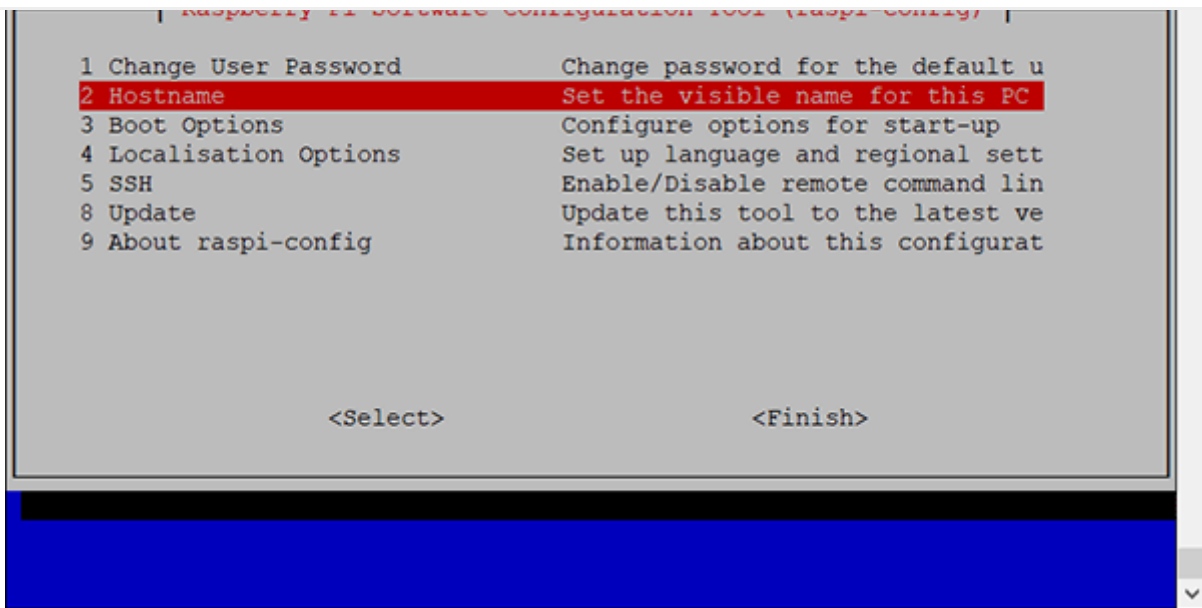 Raspberry Pi Software Configuration Tool (raspi-config)
1 Change User Password Change password for the default u
2 Hostname Set the visible name for this PC
3 Boot Options Configure options for start-up
4 Localisation Options Set up language and regional sett
5 SSH Enable/Disable remote command lin
8 Update Update this tool to the latest ve
9 About raspi-config Information about this configurat
<Select> <Finish>